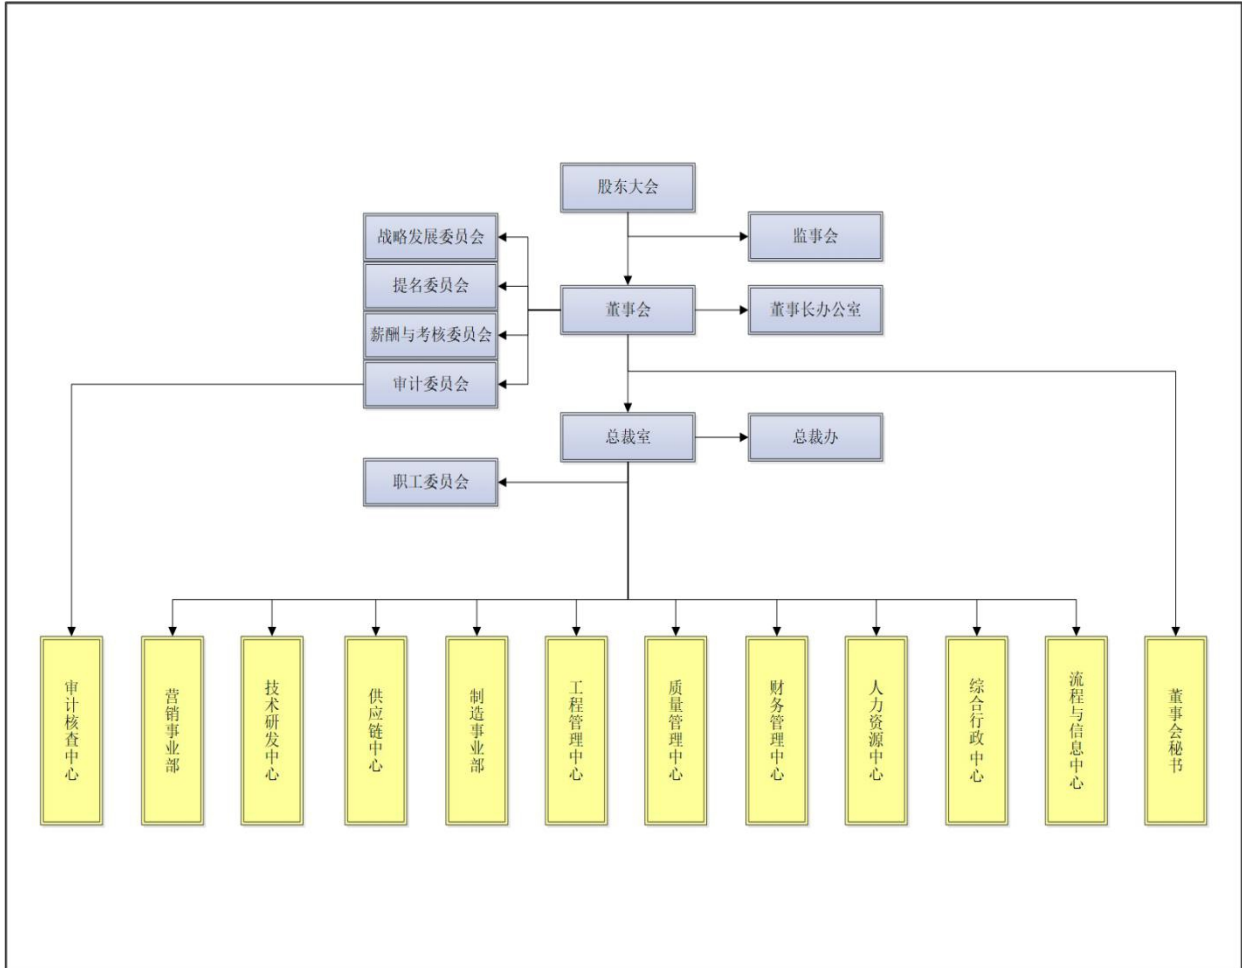 股东大会
战略发展委员会
监事会
提名委员会
董事会
董事长办公室
薪酬与考核委员会
审计委员会
总裁室
总裁办
职工委员会
审计核查中心
营销事业部
技术研发中心
供应链中心
制造事业部
工程管理中心
质量管理中心
财务管理中心
人力资源中心
综合行政中心
流程与信息中心
董事会秘书